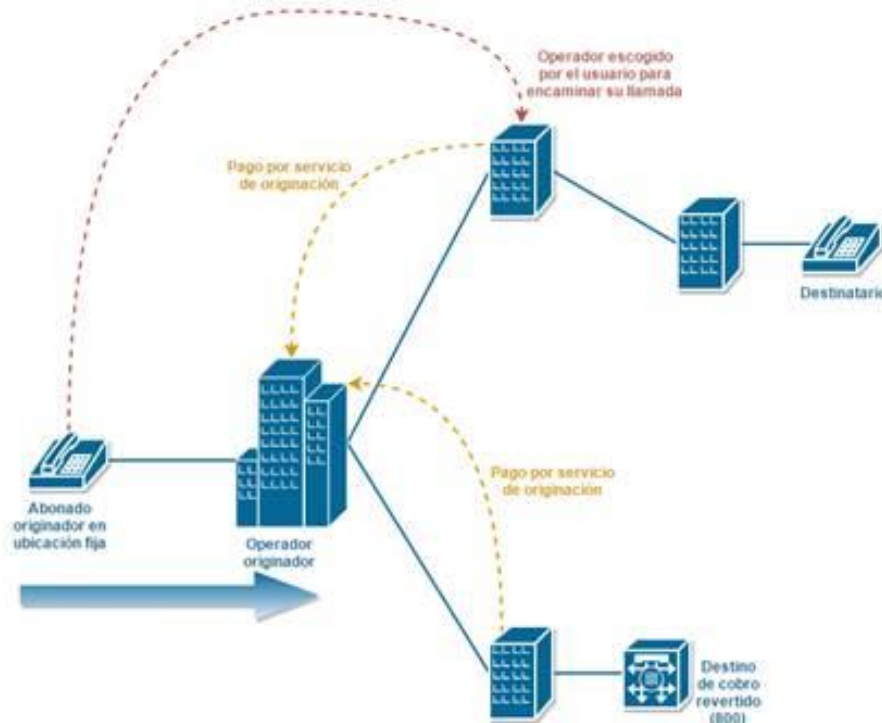 Operador escogido
por el usuario para
encaminar su llamada
Pago por servicio
de originación
Destinatario
Abonado
originador en
ubicación fija
Operador
originador
Pago por servicio
de originación
Destino
de cobro
revertido
(800)